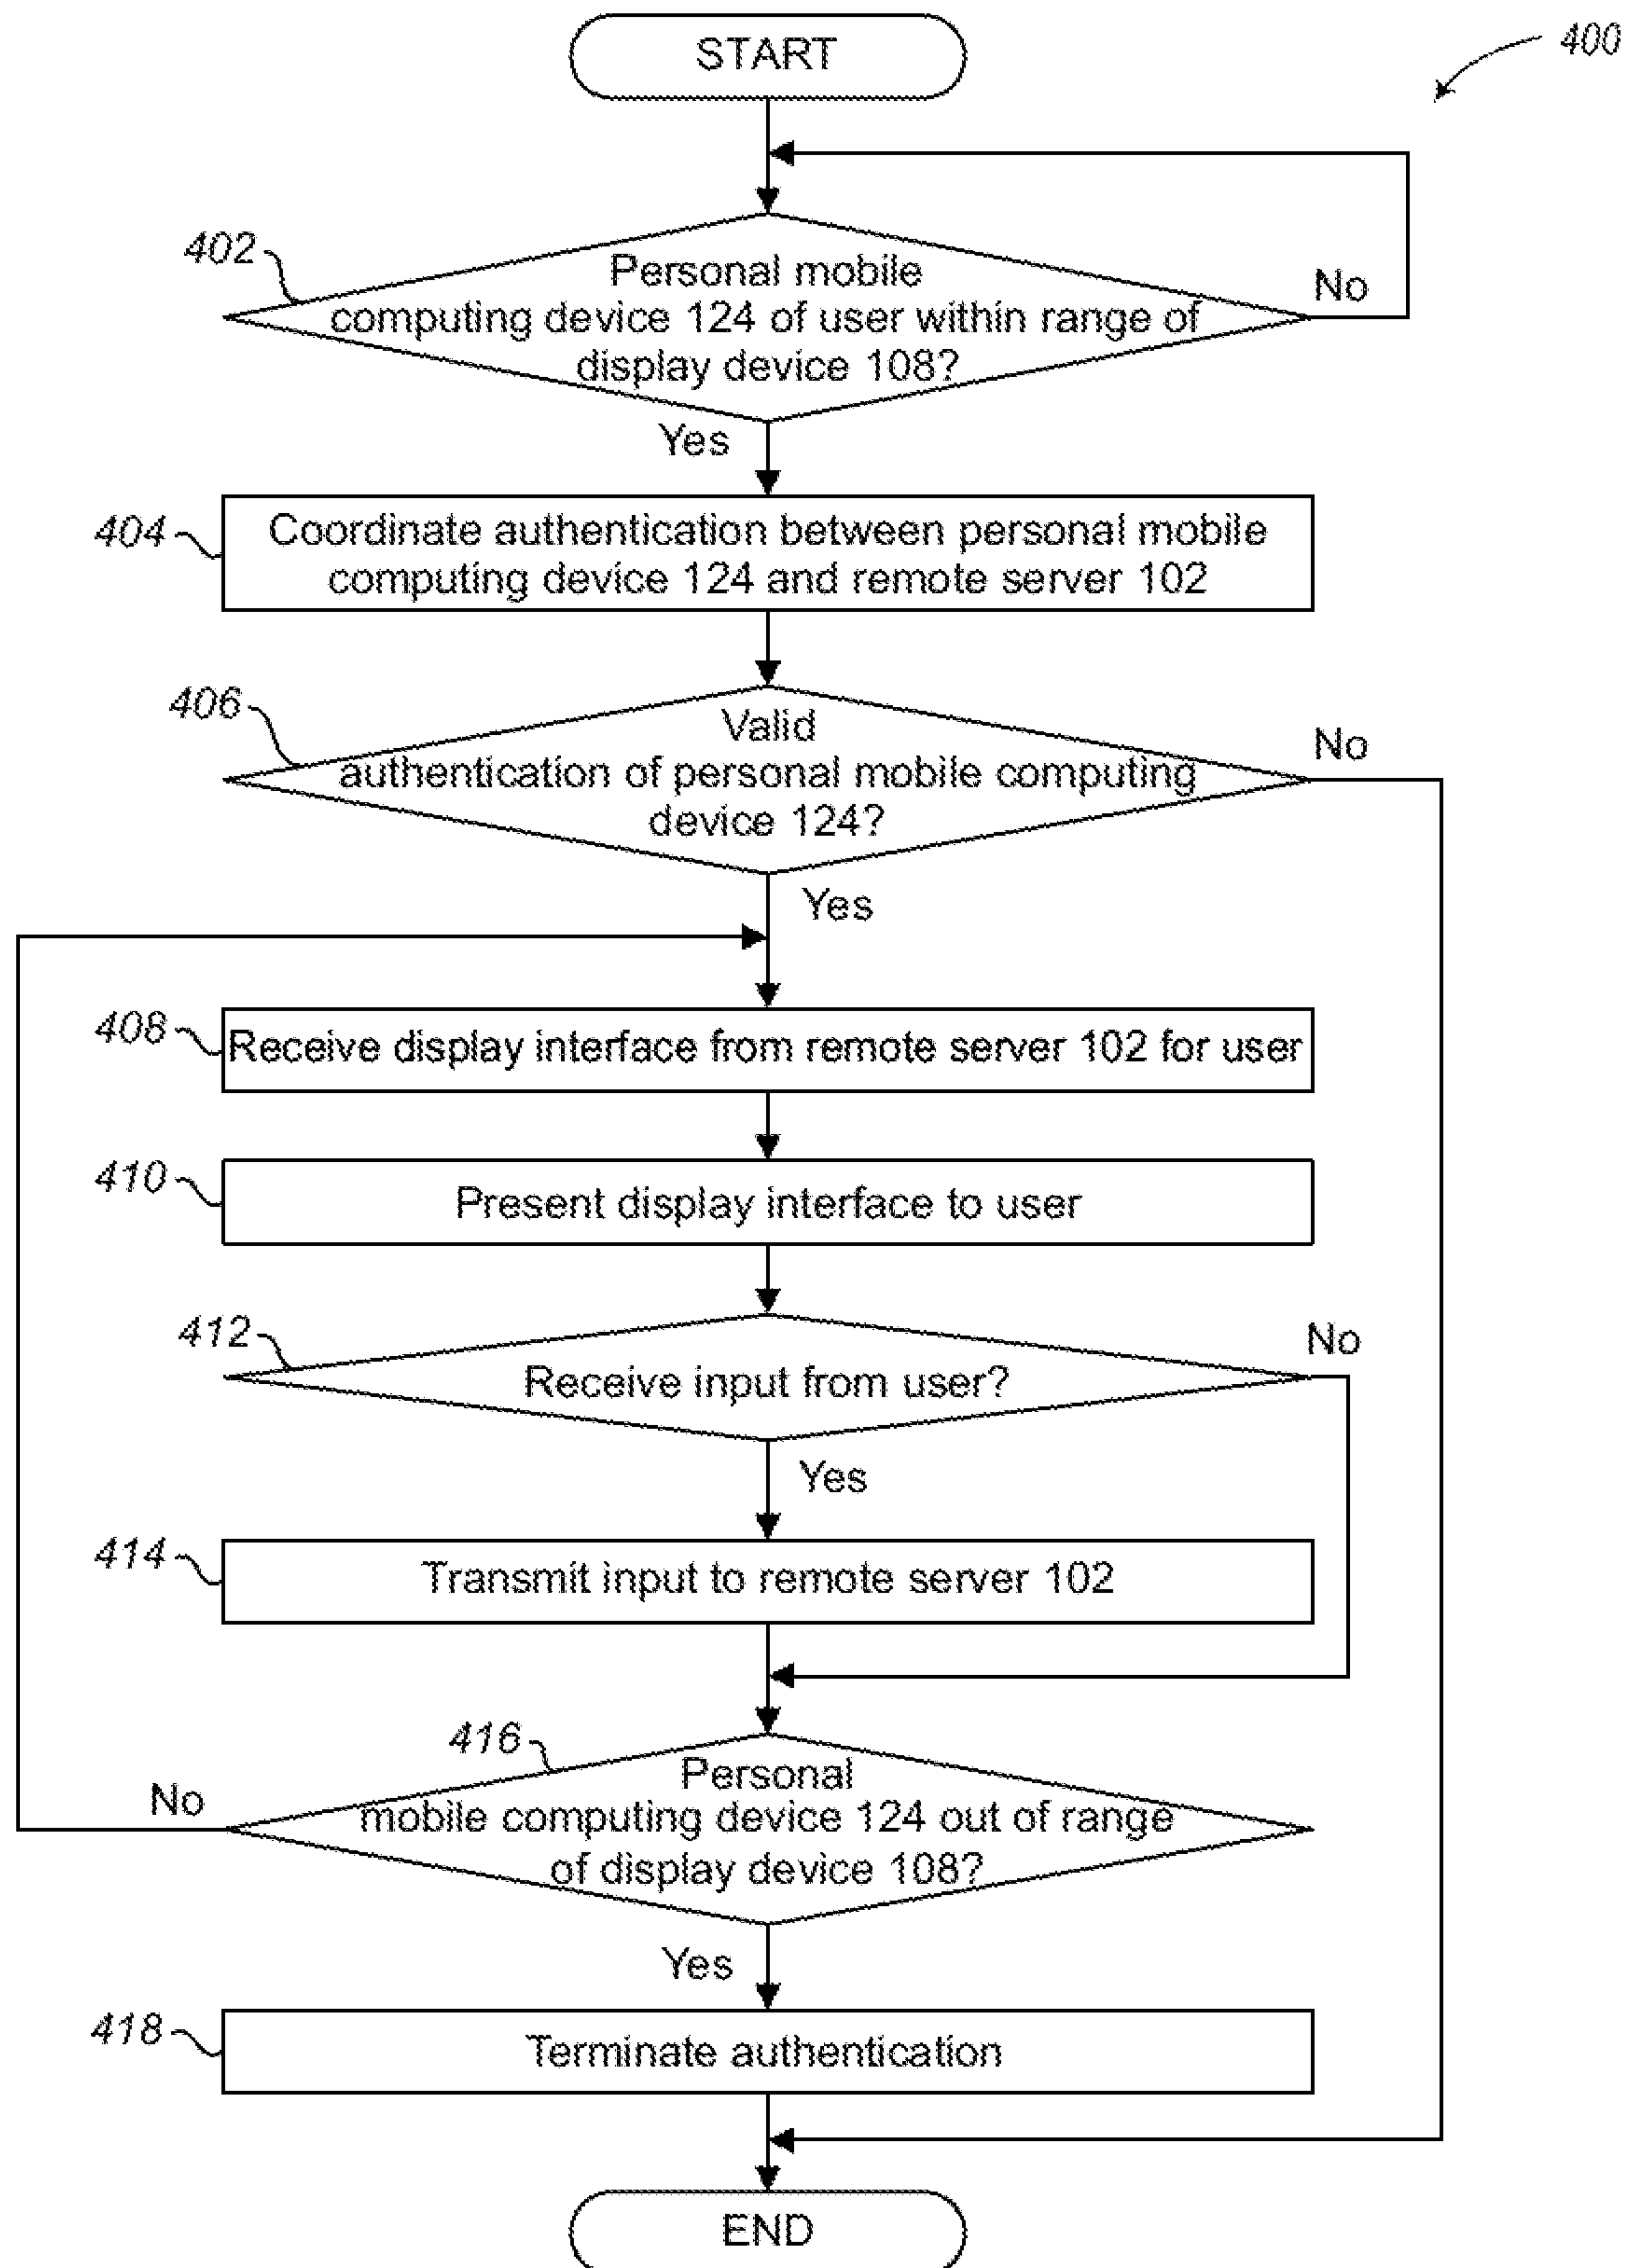 START
400
402
Personal mobile
computing device 124 of user within range of
display device 108?
No
Yes
404
Coordinate authentication between personal mobile
computing device 124 and remote server 102
406
Valid
authentication of personal mobile computing
device 124?
No
Yes
408
Receive display interface from remote server 102 for user
410
Present display interface to user
412
Receive input from user?
No
Yes
414
Transmit input to remote server 102
416
Personal
mobile computing device 124 out of range
of display device 108?
No
Yes
418
Terminate authentication
END